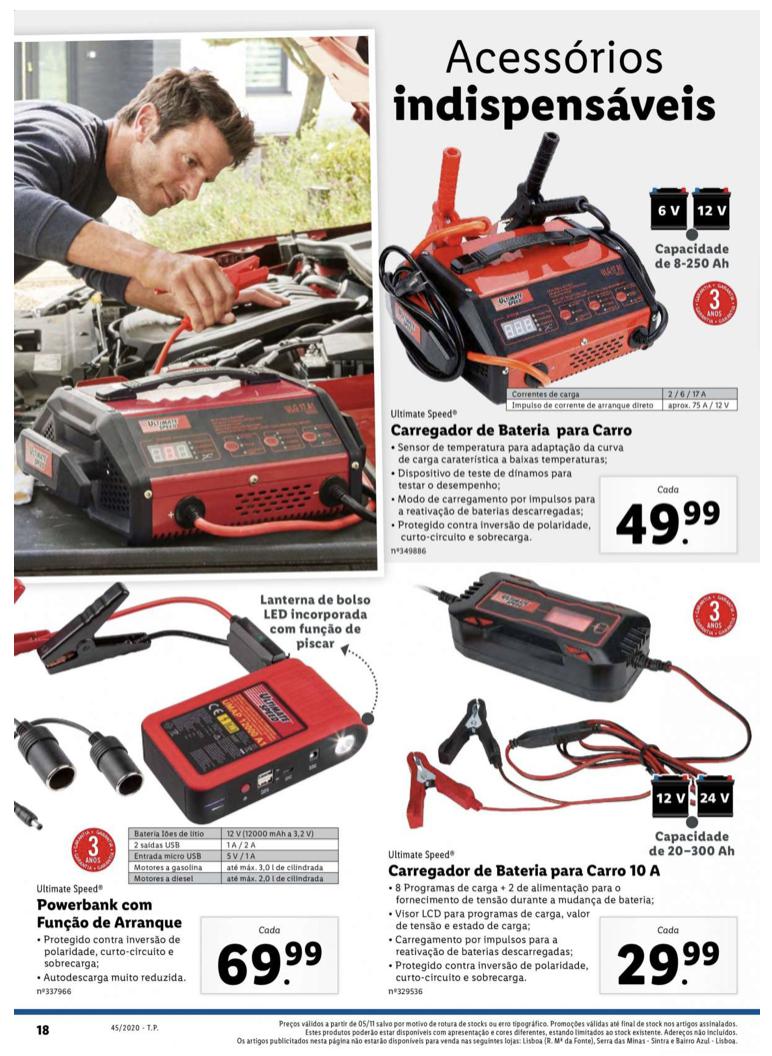 Acessórios
indispensáveis
6 V 12 V
Capacidade
de 8-250 Ah
GARANTIA
3
ANOS
ULTIMATE
SPEED
Correntes de carga 2 / 6 / 17 A
Impulso de corrente de arranque direto aprox. 75 A / 12 V
Ultimate Speed®
Carregador de Bateria para Carro
• Sensor de temperatura para adaptação da curva
de carga caraterística a baixas temperaturas;
• Dispositivo de teste de dínamos para
testar o desempenho;
• Modo de carregamento por impulsos para
a reativação de baterias descarregadas;
• Protegido contra inversão de polaridade,
curto-circuito e sobrecarga.
nº349886
Cada
49.99
Lanterna de bolso
LED incorporada
com função de
piscar
ULTIMATE
SPEED
UMAP 12000 A1
GARANTIA
3
ANOS
Bateria Iões de lítio 12 V (12000 mAh a 3,2 V)
2 saídas USB 1 A / 2 A
Entrada micro USB 5 V / 1 A
Motores a gasolina até máx. 3,0 l de cilindrada
Motores a diesel até máx. 2,0 l de cilindrada
Ultimate Speed®
Powerbank com
Função de Arranque
• Protegido contra inversão de
polaridade, curto-circuito e
sobrecarga;
• Autodescarga muito reduzida.
nº337966
Cada
69.99
GARANTIA
3
ANOS
12 V 24 V
Capacidade
de 20–300 Ah
Ultimate Speed®
Carregador de Bateria para Carro 10 A
• 8 Programas de carga + 2 de alimentação para o
fornecimento de tensão durante a mudança de bateria;
• Visor LCD para programas de carga, valor
de tensão e estado de carga;
• Carregamento por impulsos para a
reativação de baterias descarregadas;
• Protegido contra inversão de polaridade,
curto-circuito e sobrecarga.
nº329536
Cada
29.99
18
45/2020 - T.P.
Preços válidos a partir de 05/11 salvo por motivo de rotura de stocks ou erro tipográfico. Promoções válidas até final de stock nos artigos assinalados.
Estes produtos poderão estar disponíveis com apresentação e cores diferentes, estando limitados ao stock existente. Adereços não incluídos.
Os artigos publicitados nesta página não estarão disponíveis para venda nas seguintes lojas: Lisboa (R. Mª da Fonte), Serra das Minas - Sintra e Bairro Azul - Lisboa.